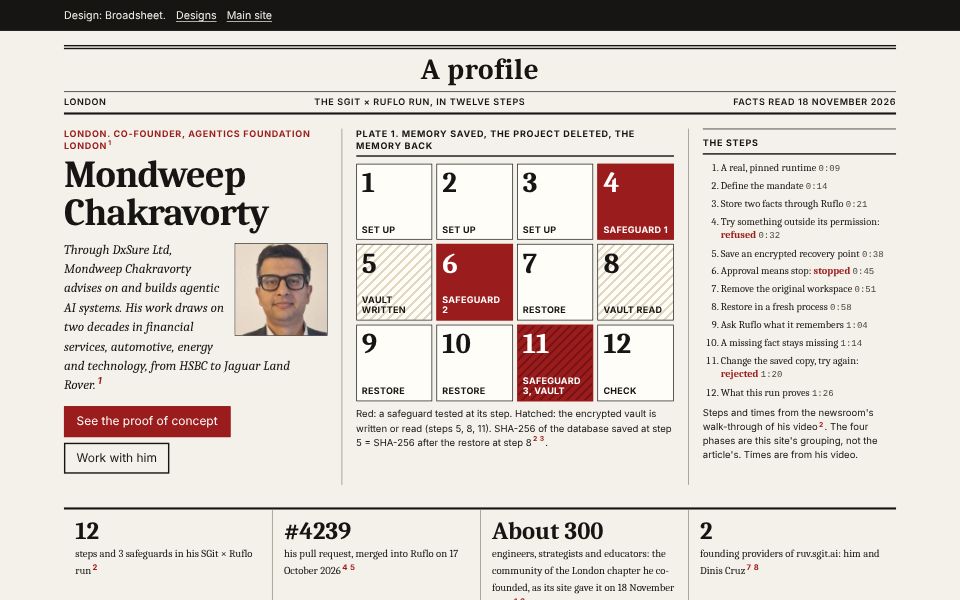 Design: Broadsheet. Designs Main site
A profile
LONDON THE SGIT × RUFLO RUN, IN TWELVE STEPS FACTS READ 18 NOVEMBER 2026
LONDON. CO-FOUNDER, AGENTICS FOUNDATION
LONDON 1
Mondweep
Chakravorty
Through DxSure Ltd,
Mondweep Chakravorty
advises on and builds agentic
AI systems. His work draws on
two decades in financial
services, automotive, energy
and technology, from HSBC to Jaguar Land
Rover. 1
See the proof of concept
Work with him
PLATE 1. MEMORY SAVED, THE PROJECT DELETED, THE
MEMORY BACK
1 2 3 4
SET UP SET UP SET UP SAFEGUARD 1
5 6 7 8
VAULT
WRITTEN
SAFEGUARD
2
RESTORE
VAULT READ
9 10 11 12
RESTORE RESTORE
SAFEGUARD
3, VAULT
CHECK
Red: a safeguard tested at its step. Hatched: the encrypted vault is
written or read (steps 5, 8, 11). SHA-256 of the database saved at step
5 = SHA-256 after the restore at step 8 2 3.
THE STEPS
1. A real, pinned runtime 0:09
2. Define the mandate 0:14
3. Store two facts through Ruflo 0:21
4. Try something outside its permission:
refused 0:32
5. Save an encrypted recovery point 0:38
6. Approval means stop: stopped 0:45
7. Remove the original workspace 0:51
8. Restore in a fresh process 0:58
9. Ask Ruflo what it remembers 1:04
10. A missing fact stays missing 1:14
11. Change the saved copy, try again:
rejected 1:20
12. What this run proves 1:26
Steps and times from the newsroom's
walk-through of his video 2. The four
phases are this site's grouping, not the
article's. Times are from his video.
12
steps and 3 safeguards in his SGit × Ruflo
run 2
#4239
his pull request, merged into Ruflo on 17
October 2026 4 5
About 300
engineers, strategists and educators: the
community of the London chapter he co-
founded, as its site gave it on 18 November
2
founding providers of ruv.sgit.ai: him and
Dinis Cruz 7 8